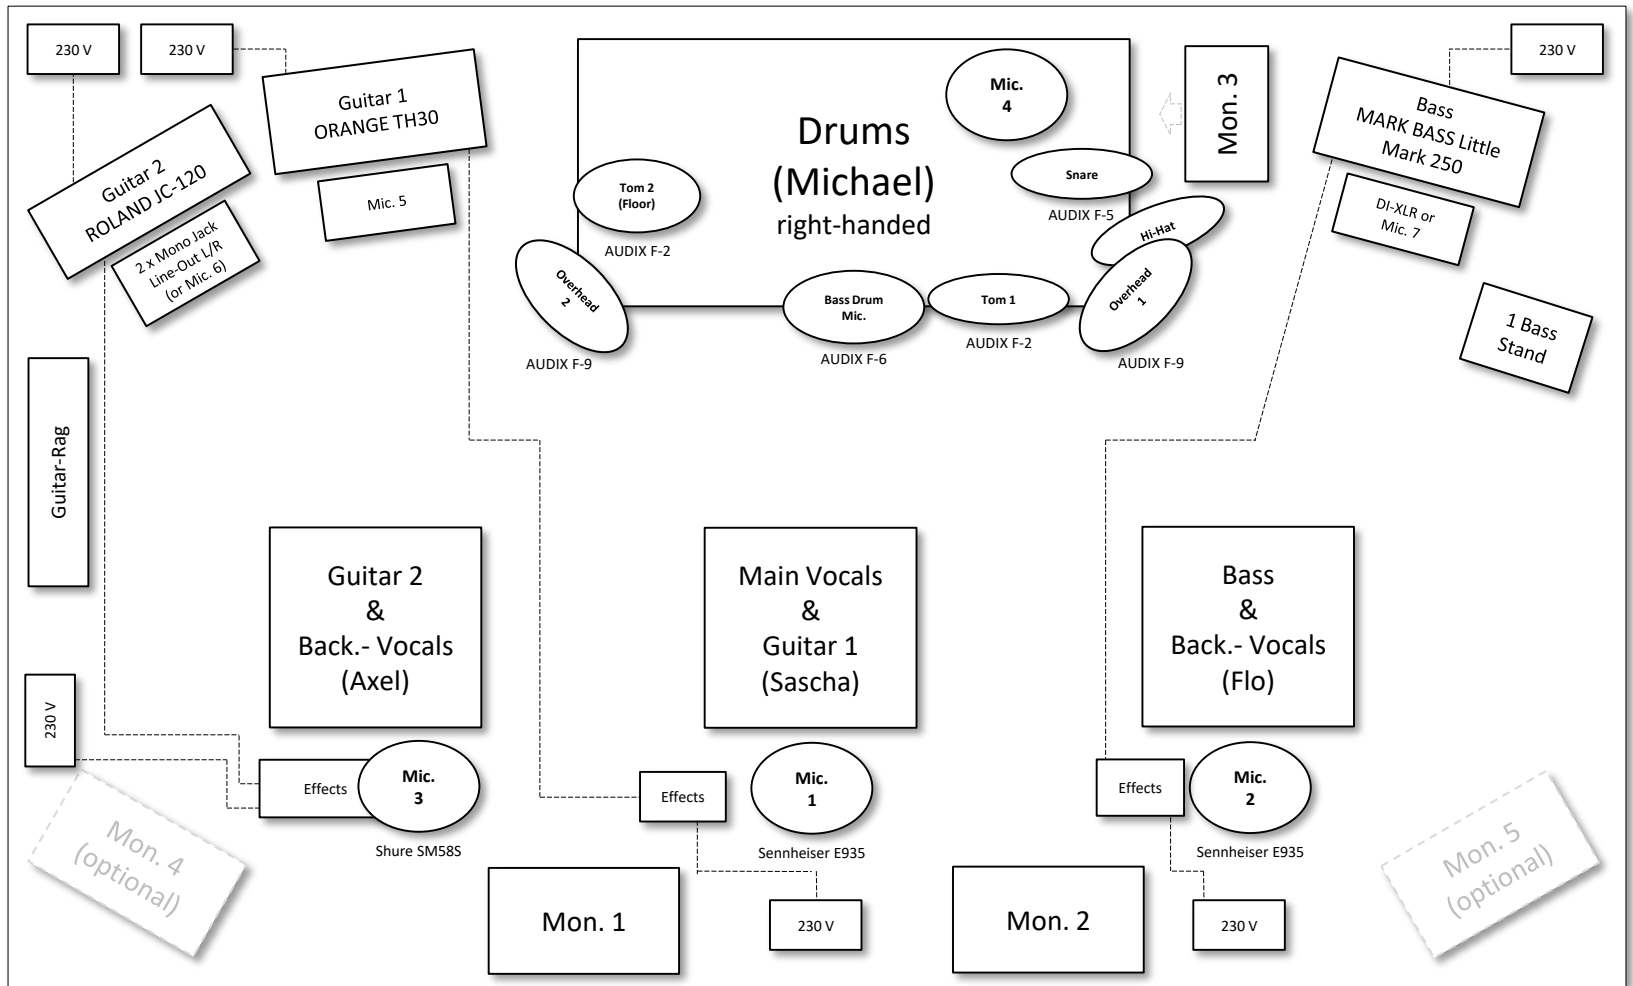 230 V
230 V
Guitar 1
ORANGE TH30
Guitar 2
ROLAND JC-120
Mic. 5
2 x Mono Jack
Line-Out L/R
(or Mic. 6)
Drums
(Michael)
right-handed
Mic.
4
Mon. 3
Snare
AUDIX F-5
Hi-Hat
Tom 2
(Floor)
AUDIX F-2
Overhead
2
AUDIX F-9
Bass Drum
Mic.
AUDIX F-6
Tom 1
AUDIX F-2
Overhead
1
AUDIX F-9
230 V
Bass
MARK BASS Little
Mark 250
DI-XLR or
Mic. 7
1 Bass
Stand
Guitar-Rag
Guitar 2
&
Back.- Vocals
(Axel)
Main Vocals
&
Guitar 1
(Sascha)
Bass
&
Back.- Vocals
(Flo)
230 V
Effects
Mic.
3
Shure SM58S
Effects
Mic.
1
Sennheiser E935
Effects
Mic.
2
Sennheiser E935
Mon. 4
(optional)
Mon. 1
230 V
Mon. 2
230 V
Mon. 5
(optional)